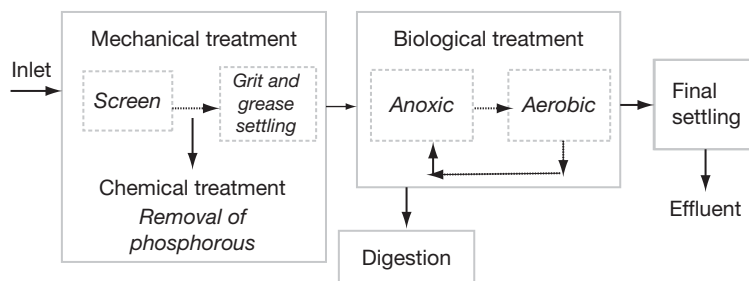 Mechanical treatment
Biological treatment
Inlet
Screen
Grit and
grease
settling
Anoxic
Aerobic
Final
settling
Chemical treatment
Removal of
phosphorous
Effluent
Digestion